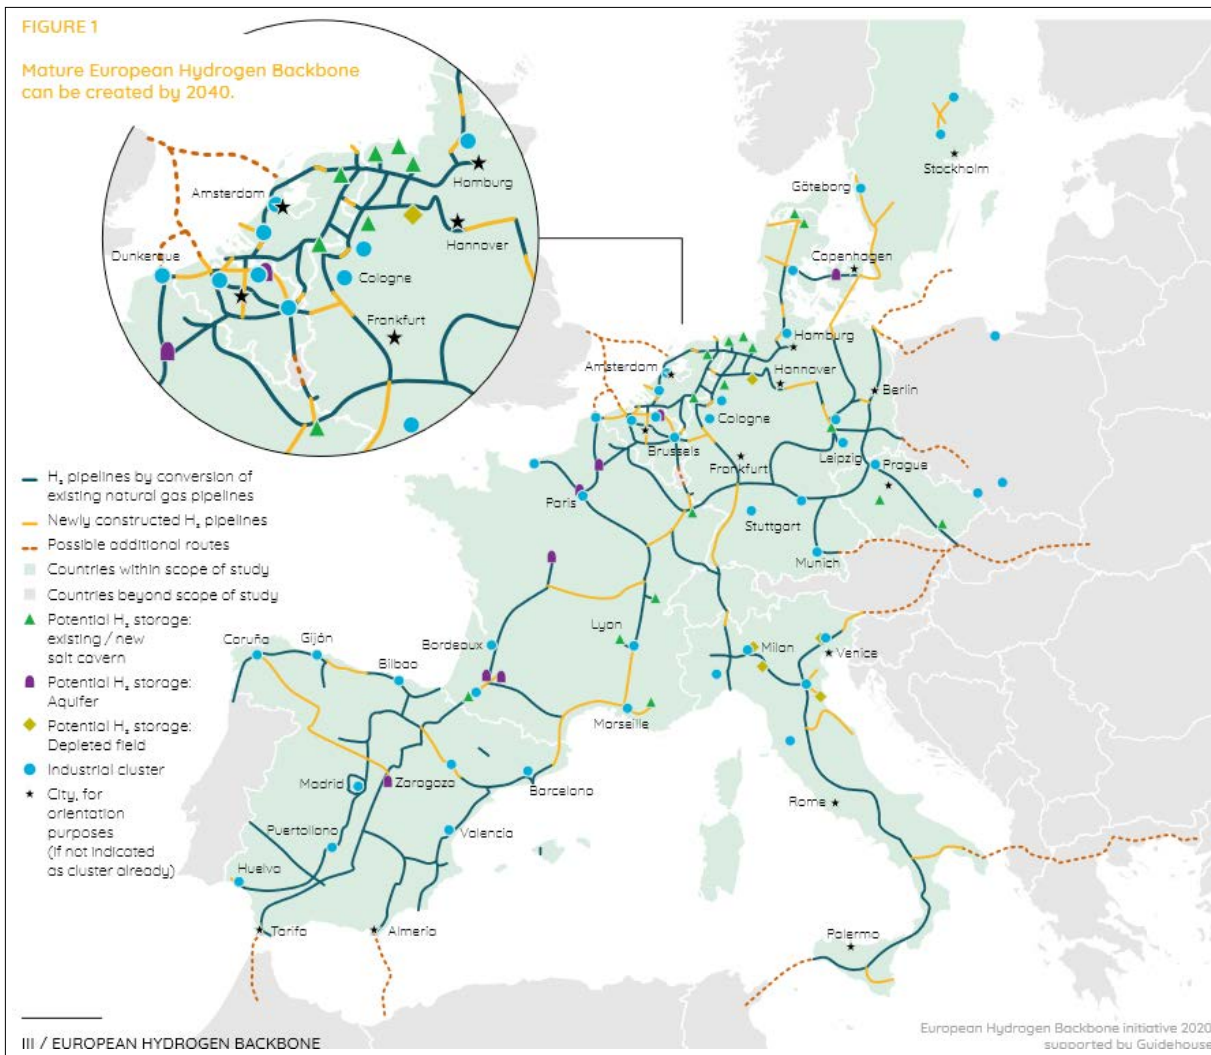 FIGURE 1
Mature European Hydrogen Backbone
can be created by 2040.
Amsterdam
Hamburg
Dunkerque
Hannover
Cologne
Frankfurt
H₂ pipelines by conversion of
existing natural gas pipelines
Newly constructed H₂ pipelines
Possible additional routes
Countries within scope of study
Countries beyond scope of study
Potential H₂ storage:
existing / new
salt cavern
Potential H₂ storage:
Aquifer
Potential H₂ storage:
Depleted field
Industrial cluster
City, for
orientation
purposes
(if not indicated
as cluster already)
Stockholm
Göteborg
Copenhagen
Hamburg
Amsterdam
Hannover
Berlin
Cologne
Brussels
Leipzig
Frankfurt
Prague
Paris
Stuttgart
Munich
Lyon
Bordeaux
Milan
Venice
Coruña
Gijón
Bilbao
Marseille
Madrid
Zaragoza
Barcelona
Rome
Puertollano
Valencia
Huelva
Tarifa
Almería
Palermo
III / EUROPEAN HYDROGEN BACKBONE
European Hydrogen Backbone initiative 2020
supported by Guidehouse